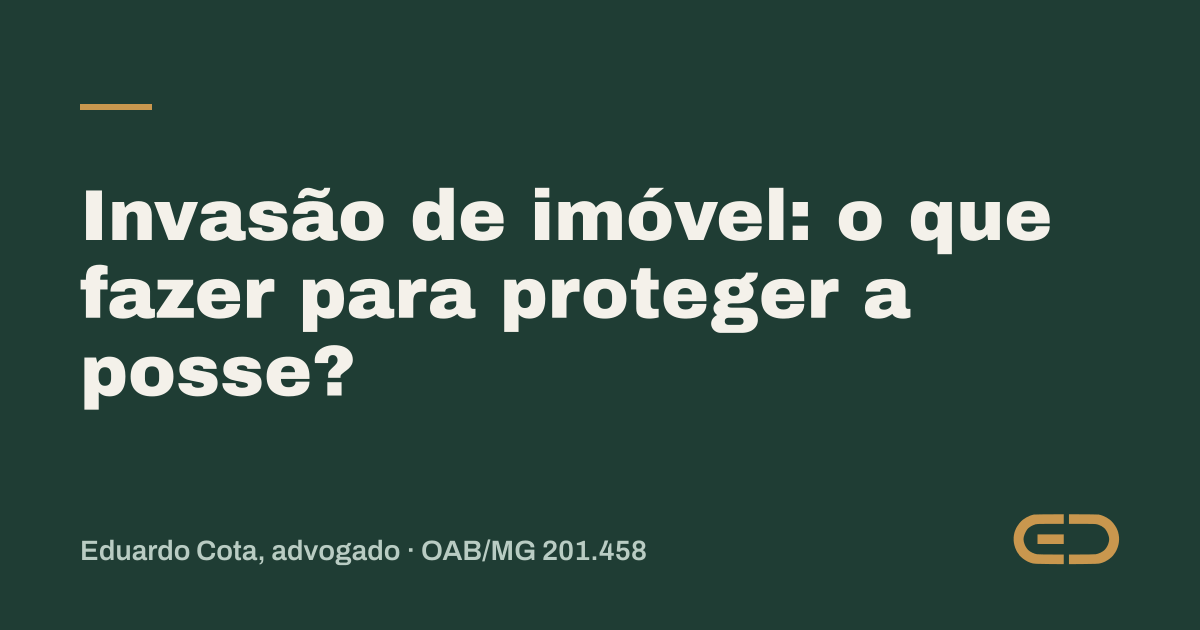 Invasão de imóvel: o que
fazer para proteger a
posse?
Eduardo Cota, advogado · OAB/MG 201.458